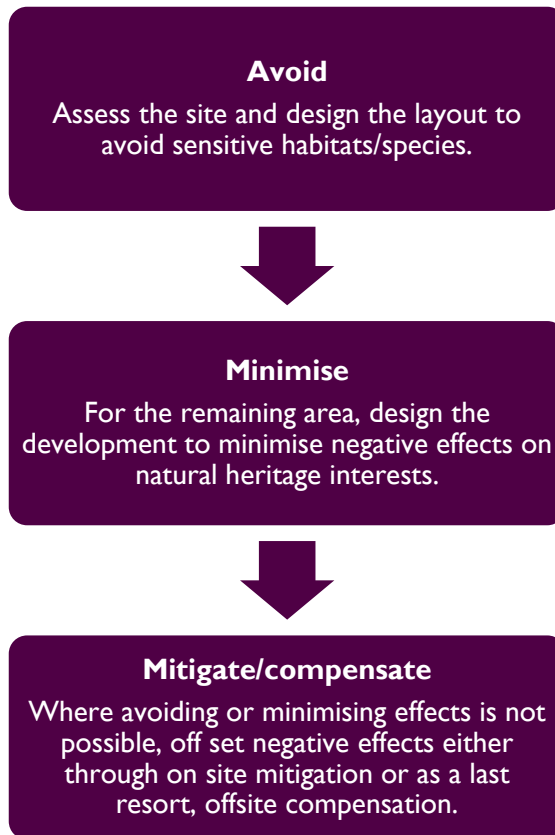 Avoid
Assess the site and design the layout to
avoid sensitive habitats/species.
Minimise
For the remaining area, design the
development to minimise negative effects on
natural heritage interests.
Mitigate/compensate
Where avoiding or minimising effects is not
possible, off set negative effects either
through on site mitigation or as a last
resort, offsite compensation.